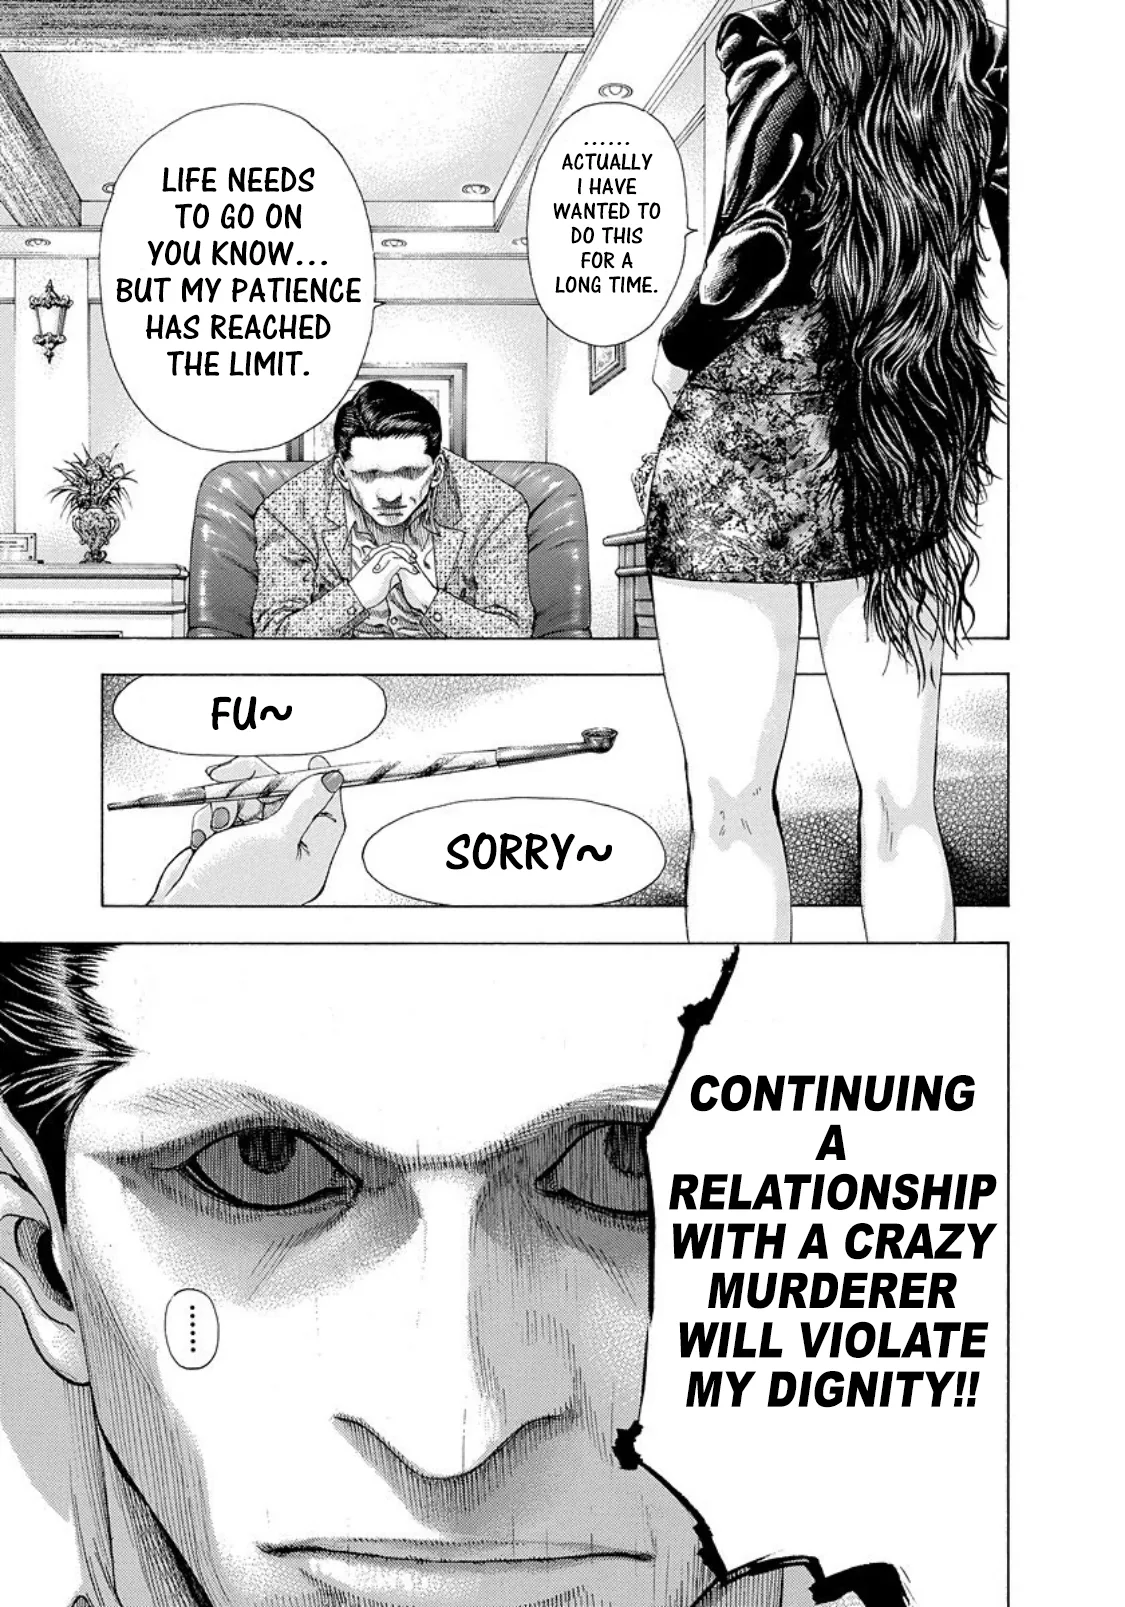 ......
ACTUALLY
I HAVE
WANTED TO
DO THIS
FOR A
LONG TIME.
LIFE NEEDS
TO GO ON
YOU KNOW...
BUT MY PATIENCE
HAS REACHED
THE LIMIT.
FU~
SORRY~
CONTINUING
A
RELATIONSHIP
WITH A CRAZY
MURDERER
WILL VIOLATE
MY DIGNITY!!
......